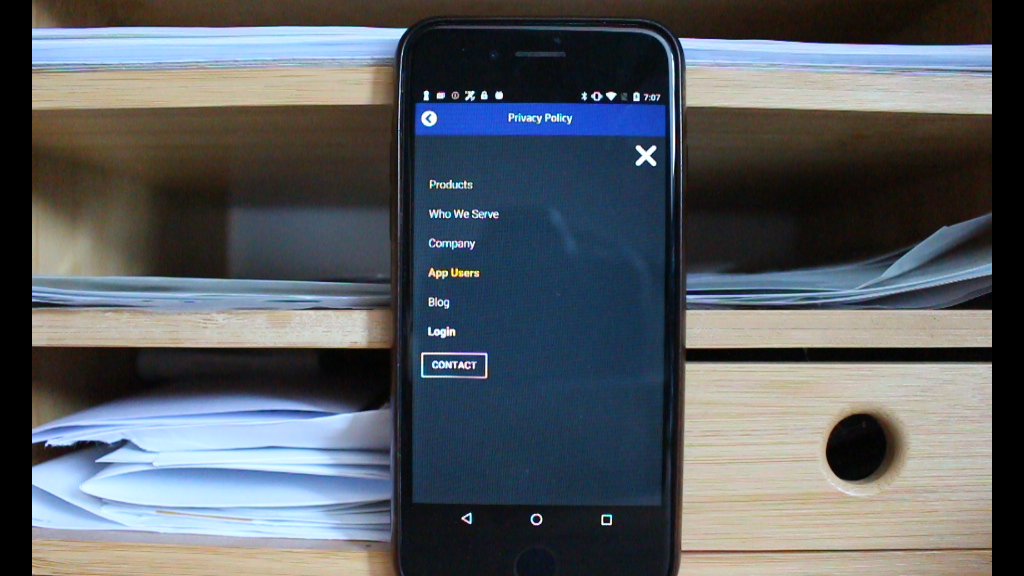 7:07
Privacy Policy
Products
Who We Serve
Company
App Users
Blog
Login
CONTACT